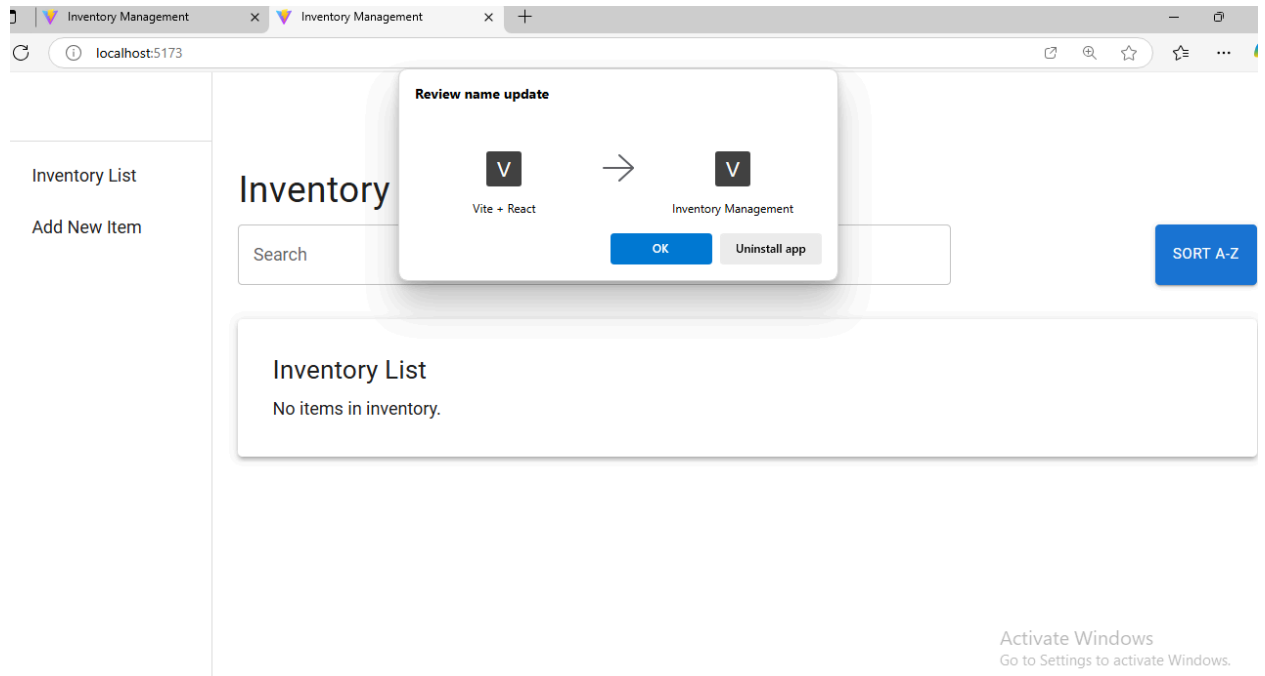 Inventory Management
Inventory Management
localhost:5173
Review name update
V
V
Vite + React
Inventory Management
OK
Uninstall app
Inventory List
Add New Item
Inventory
Search
SORT A-Z
Inventory List
No items in inventory.
Activate Windows
Go to Settings to activate Windows.